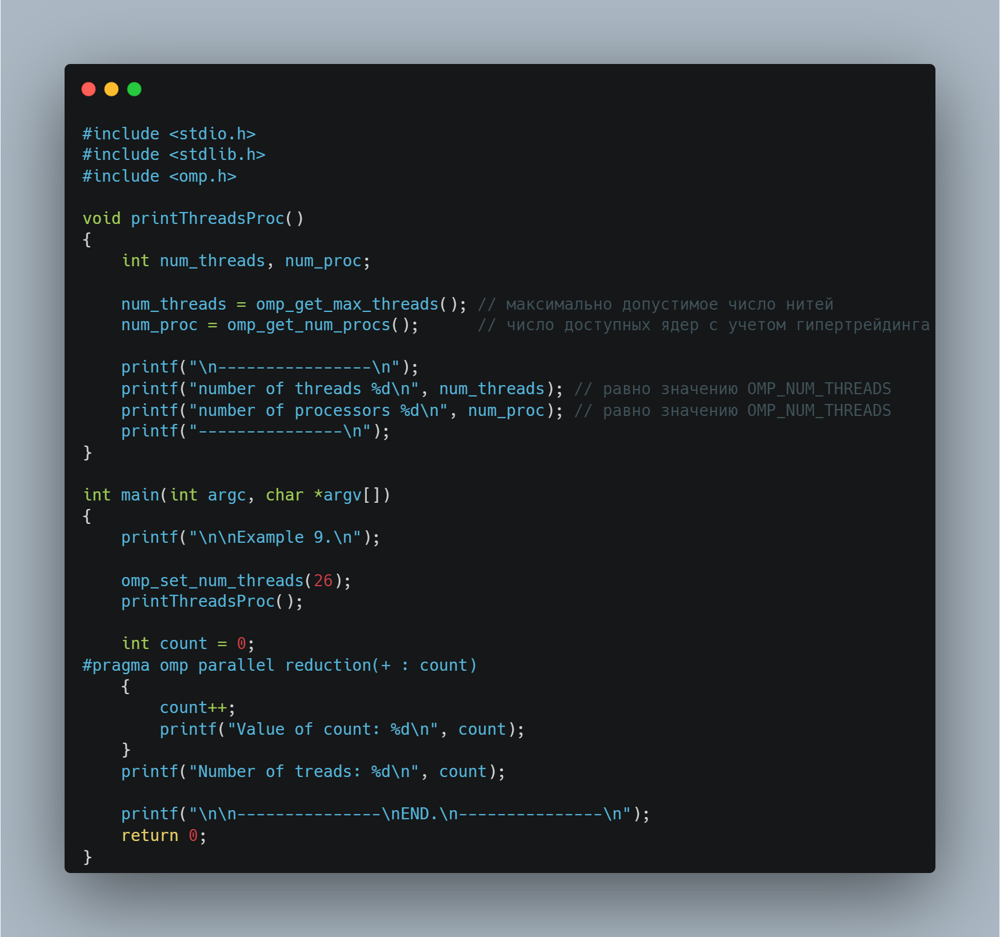 #include <stdio.h>
#include <stdlib.h>
#include <omp.h>

void printThreadsProc()
{
    int num_threads, num_proc;

    num_threads = omp_get_max_threads(); // максимально допустимое число нитей
    num_proc = omp_get_num_procs();      // число доступных ядер с учетом гипертрейдинга

    printf("\n----------------\n");
    printf("number of threads %d\n", num_threads); // равно значению OMP_NUM_THREADS
    printf("number of processors %d\n", num_proc); // равно значению OMP_NUM_THREADS
    printf("---------------\n");
}

int main(int argc, char *argv[])
{
    printf("\n\nExample 9.\n");

    omp_set_num_threads(26);
    printThreadsProc();

    int count = 0;
#pragma omp parallel reduction(+ : count)
    {
        count++;
        printf("Value of count: %d\n", count);
    }
    printf("Number of treads: %d\n", count);

    printf("\n\n---------------\nEND.\n---------------\n");
    return 0;
}